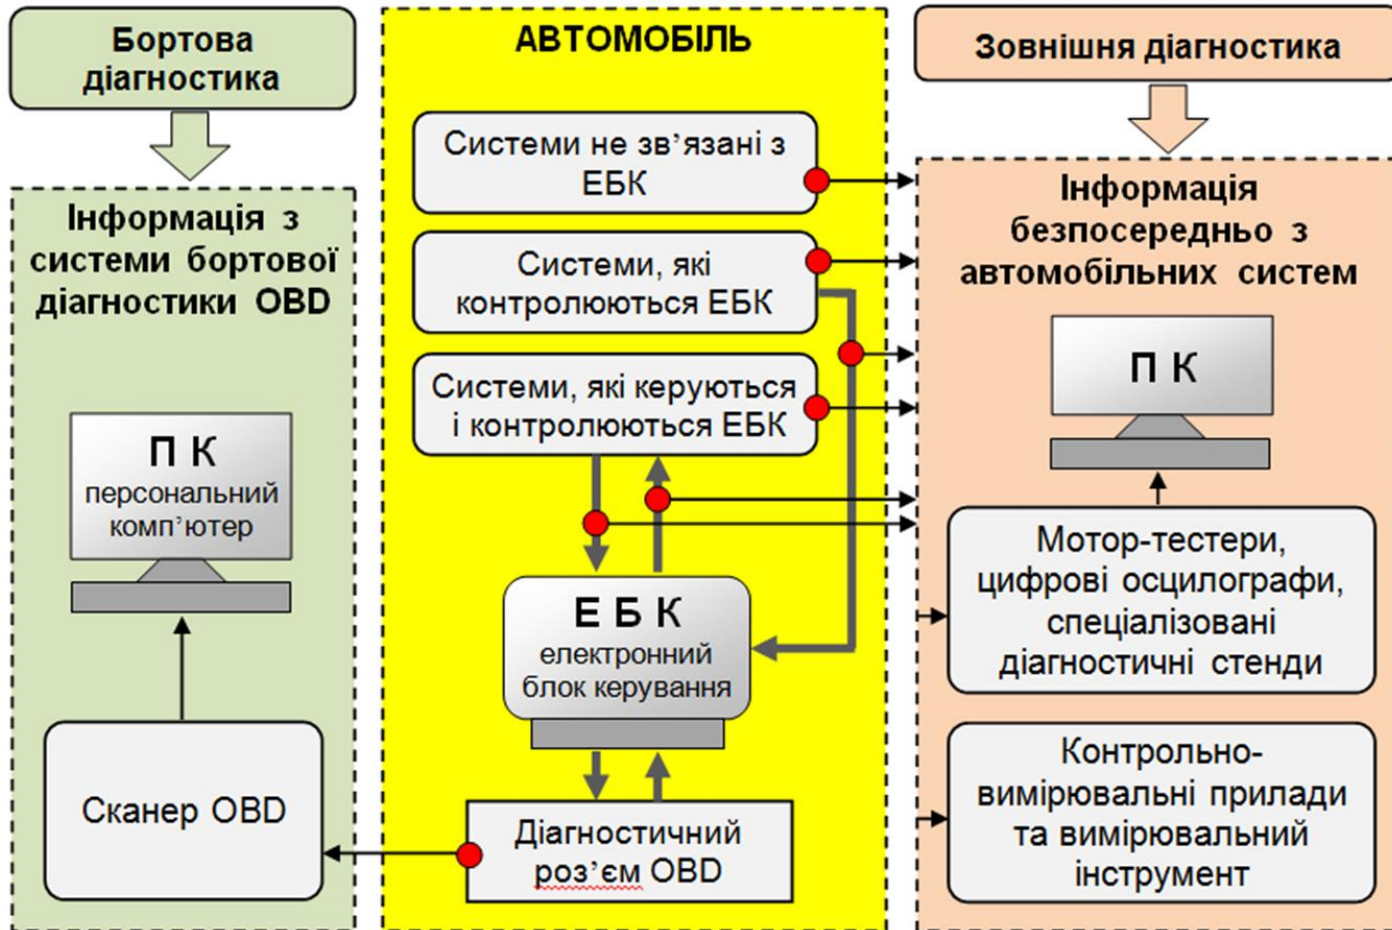 Бортова
діагностика
Інформація з
системи бортової
діагностики OBD
П К
персональний
комп’ютер
Сканер OBD
АВТОМОБІЛЬ
Системи не зв’язані з
ЕБК
Системи, які
контролюються ЕБК
Системи, які керуються
і контролюються ЕБК
Е Б К
електронний
блок керування
Діагностичний
роз’єм OBD
Зовнішня діагностика
Інформація
безпосередньо з
автомобільних систем
П К
Мотор-тестери,
цифрові осцилографи,
спеціалізовані
діагностичні стенди
Контрольно-
вимірювальні прилади
та вимірювальний
інструмент